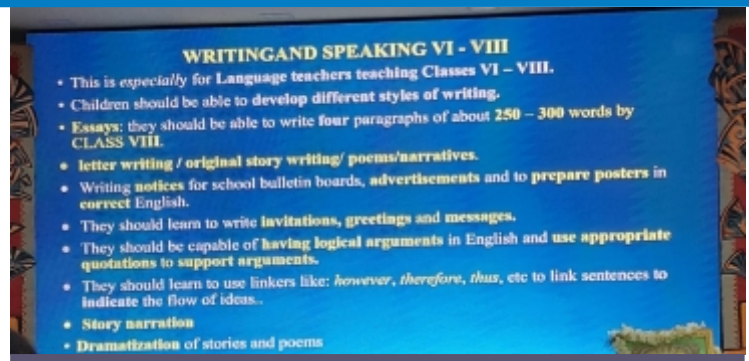 WRITINGAND SPEAKING VI - VIII
• This is especially for Language teachers teaching Classes VI – VIII.
• Children should be able to develop different styles of writing.
• Essays: they should be able to write four paragraphs of about 250 – 300 words by
CLASS VIII.
• letter writing / original story writing/ poems/narratives.
• Writing notices for school bulletin boards, advertisements and to prepare posters in
correct English.
• They should learn to write invitations, greetings and messages.
• They should be capable of having logical arguments in English and use appropriate
quotations to support arguments.
• They should learn to use linkers like: however, therefore, thus, etc to link sentences to
indicate the flow of ideas..
• Story narration
• Dramatization of stories and poems